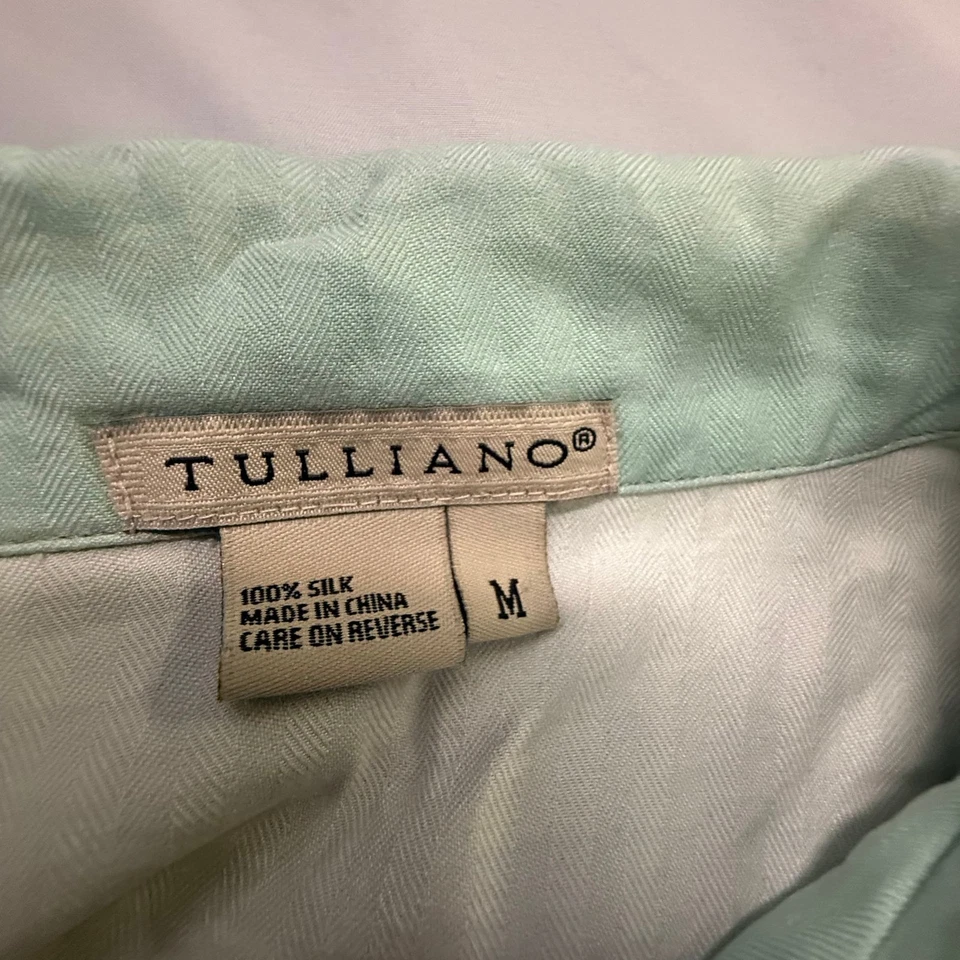 TULLIANO®
100% SILK
MADE IN CHINA
CARE ON REVERSE
M